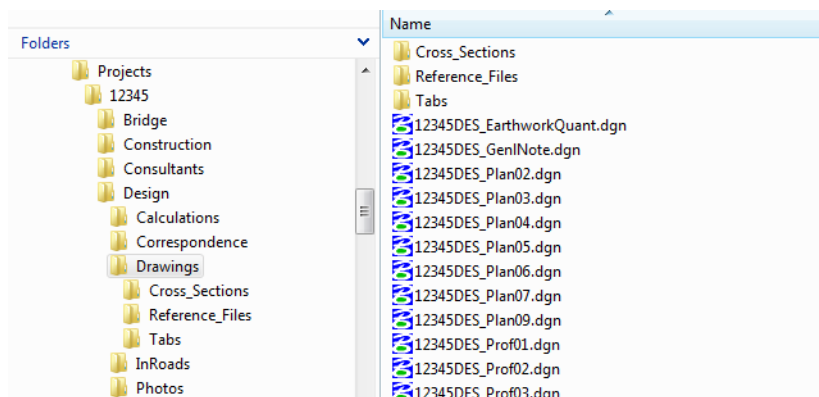 Folders
Projects
12345
Bridge
Construction
Consultants
Design
Calculations
Correspondence
Drawings
Cross_Sections
Reference_Files
Tabs
InRoads
Photos
Name
Cross_Sections
Reference_Files
Tabs
12345DES_EarthworkQuant.dgn
12345DES_GenlNote.dgn
12345DES_Plan02.dgn
12345DES_Plan03.dgn
12345DES_Plan04.dgn
12345DES_Plan05.dgn
12345DES_Plan06.dgn
12345DES_Plan07.dgn
12345DES_Plan09.dgn
12345DES_Prof01.dgn
12345DES_Prof02.dgn
12345DES_Prof03.dgn